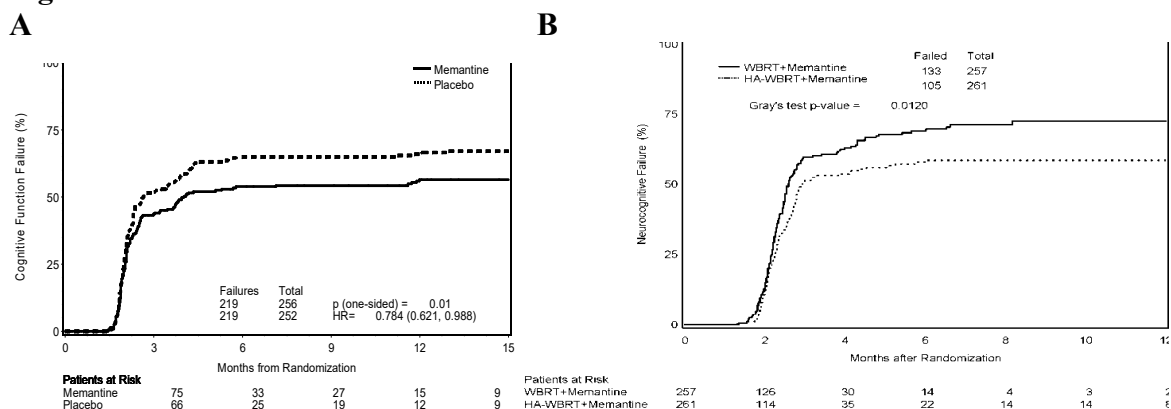 A
100
75
50
25
0
Cognitive Function Failure (%)
Memantine
Placebo
Failures Total
219 256 p (one-sided) = 0.01
219 252 HR= 0.784 (0.621, 0.988)
0 3 6 9 12 15
Months from Randomization
Patients at Risk
Memantine 75 33 27 15 9
Placebo 66 25 19 12 9
B
100
75
50
25
0
Neurocognitive Failure (%)
Failed Total
WBRT+Memantine 133 257
HA-WBRT+Memantine 105 261
Gray's test p-value = 0.0120
0 2 4 6 8 10 12
Months after Randomization
Patients at Risk
WBRT+Memantine 257 126 30 14 4 3 2
HA-WBRT+Memantine 261 114 35 22 14 14 8